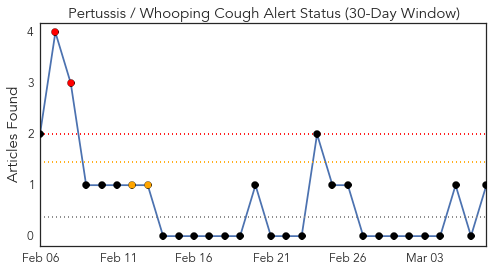 Pertussis / Whooping Cough Alert Status (30-Day Window)
Articles Found
4
3
2
1
0
Feb 06
Feb 11
Feb 16
Feb 21
Feb 26
Mar 03